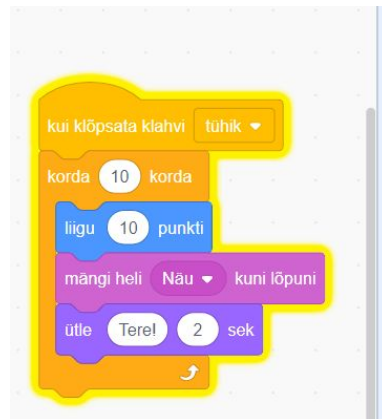 kui klõpsata klahvi tühik
korda 10 korda
liigu 10 punkti
mängi heli Näu kuni lõpuni
ütle Tere! 2 sek